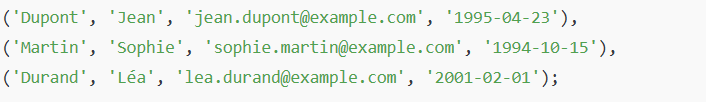 ('Dupont', 'Jean', 'jean.dupont@example.com', '1995-04-23'),
('Martin', 'Sophie', 'sophie.martin@example.com', '1994-10-15'),
('Durand', 'Léa', 'lea.durand@example.com', '2001-02-01');